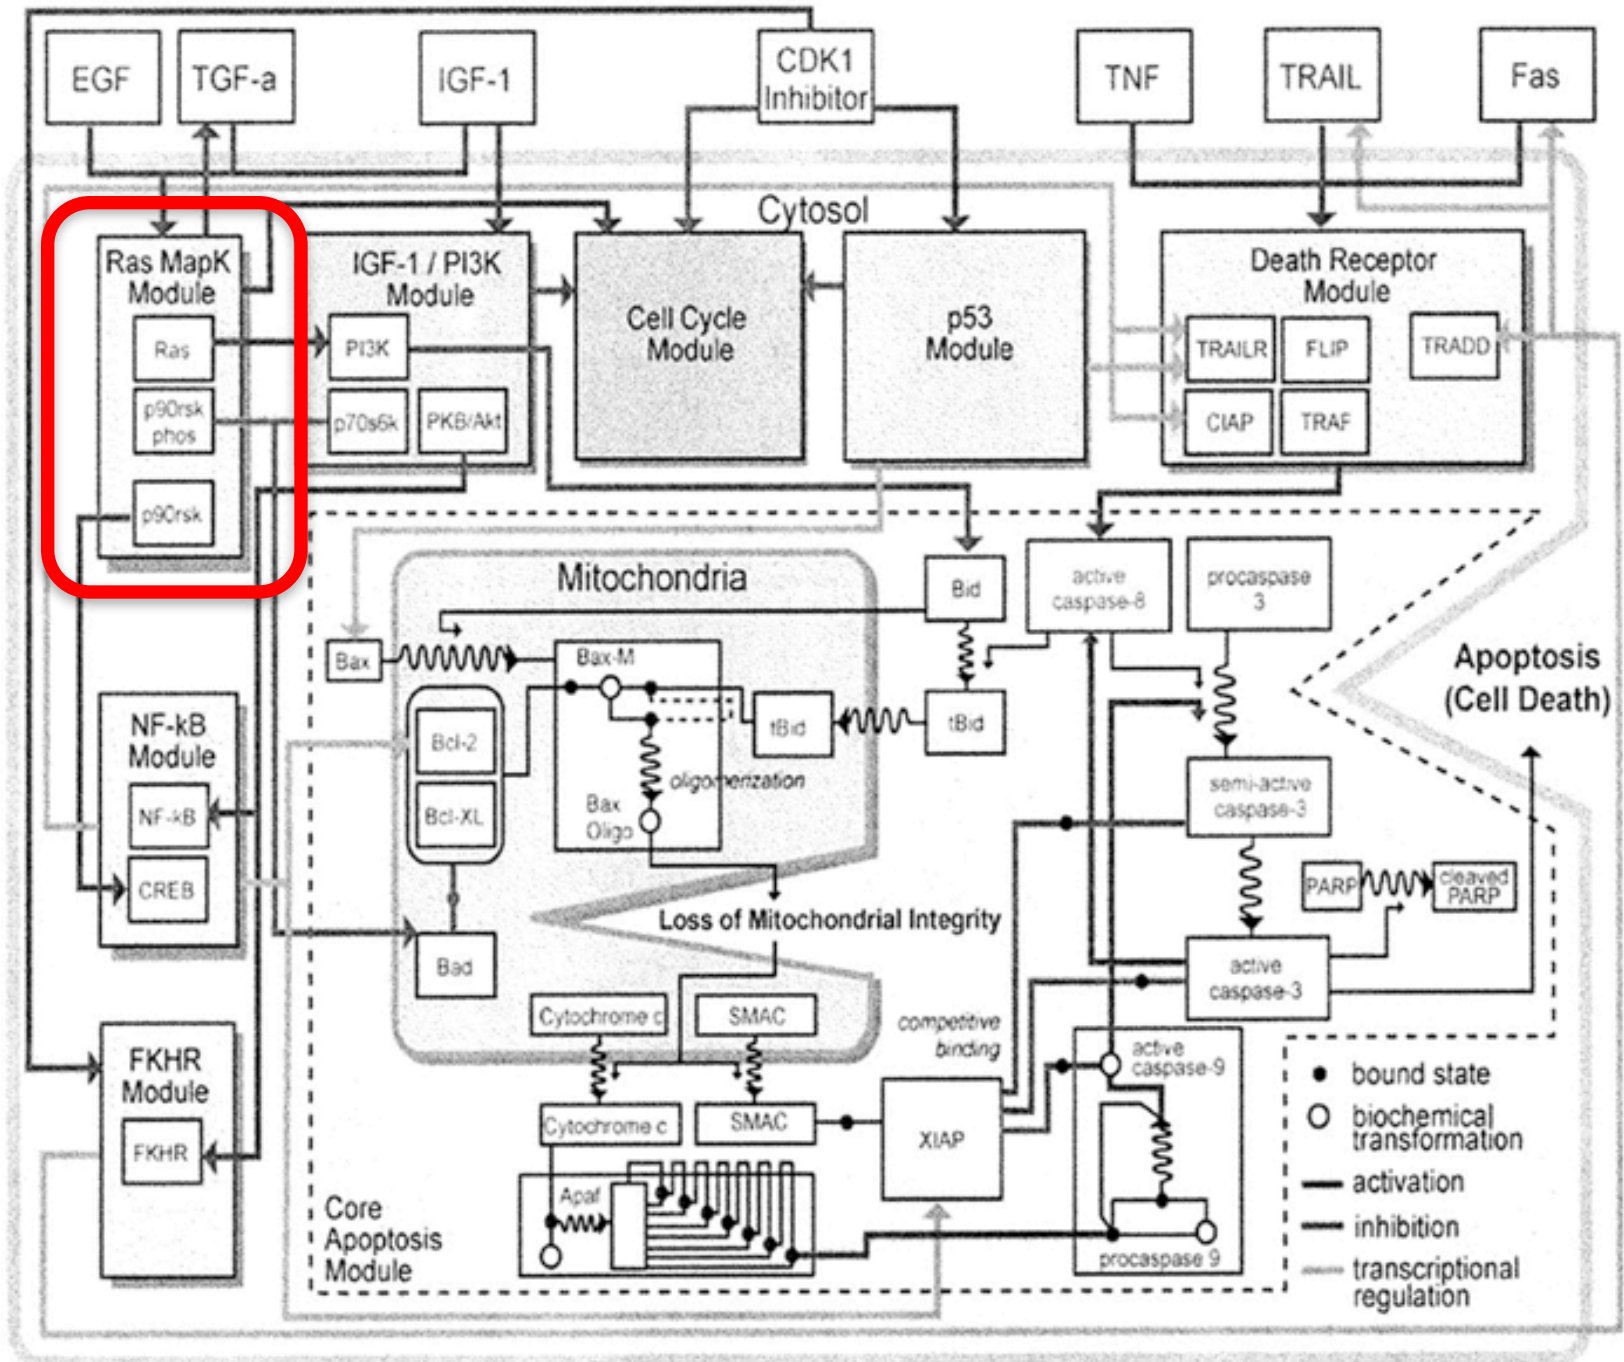 EGF
TGF-a
IGF-1
CDK1
Inhibitor
TNF
TRAIL
Fas
Cytosol
Ras MapK
Module
Ras
p90rsk
phos
p90rsk
IGF-1 / PI3K
Module
PI3K
p70s6k
PKB/Akt
Cell Cycle
Module
p53
Module
Death Receptor
Module
TRAILR
FLIP
TRADD
CIAP
TRAF
Mitochondria
Bid
active
caspase-8
procaspase
3
Bax
Bax-M
Apoptosis
(Cell Death)
NF-kB
Module
NF-kB
CREB
Bcl-2
Bcl-XL
tBid
tBid
oligomerization
Bax
Oligo
semi-active
caspase-3
PARP
cleaved
PARP
Loss of Mitochondrial Integrity
Bad
active
caspase-3
Cytochrome c
SMAC
competitive
binding
FKHR
Module
FKHR
active
caspase-9
Cytochrome c
SMAC
XIAP
Apaf
procaspase 9
Core
Apoptosis
Module
bound state
biochemical
transformation
activation
inhibition
transcriptional
regulation